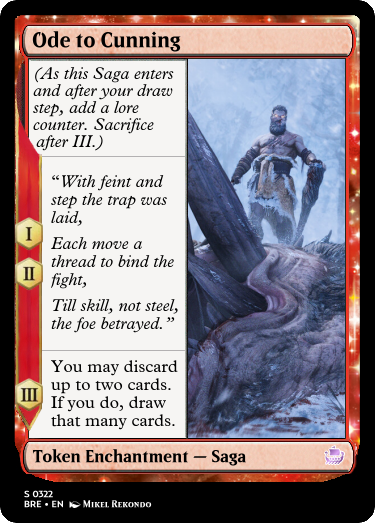 Ode to Cunning
(As this Saga enters
and after your draw
step, add a lore
counter. Sacrifice
after III.)
I
II
“With feint and
step the trap was
laid,
Each move a
thread to bind the
fight,
Till skill, not steel,
the foe betrayed.”
III
You may discard
up to two cards.
If you do, draw
that many cards.
Token Enchantment — Saga
S 0322
BRE • EN Mikel Rekondo